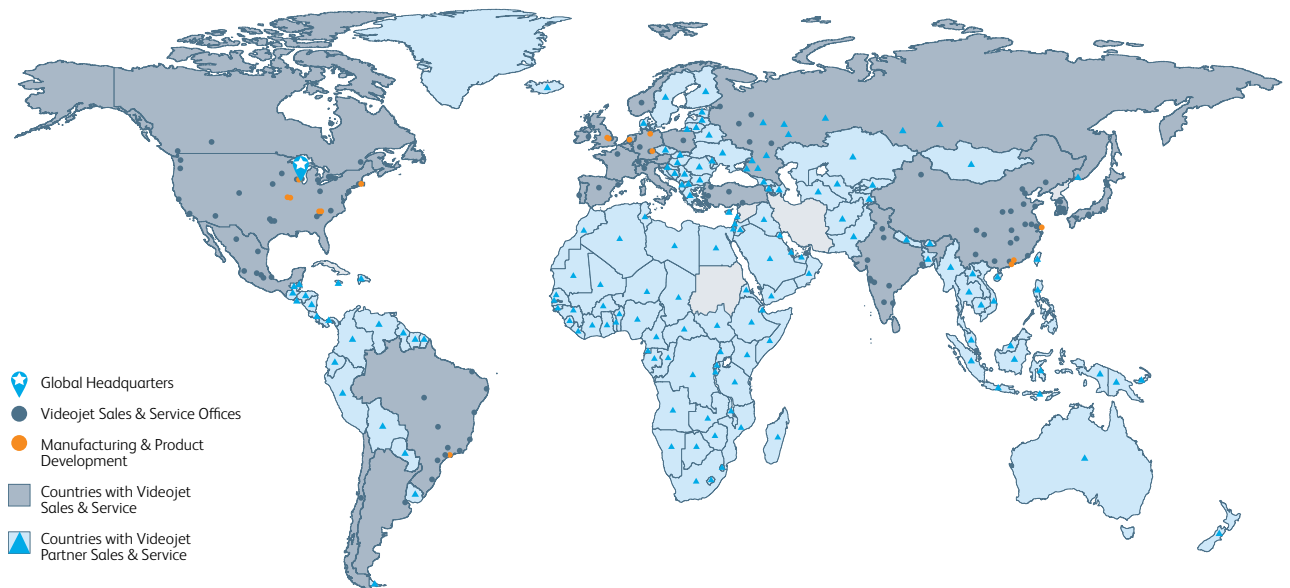 Global Headquarters
Videojet Sales & Service Offices
Manufacturing & Product
Development
Countries with Videojet
Sales & Service
Countries with Videojet
Partner Sales & Service